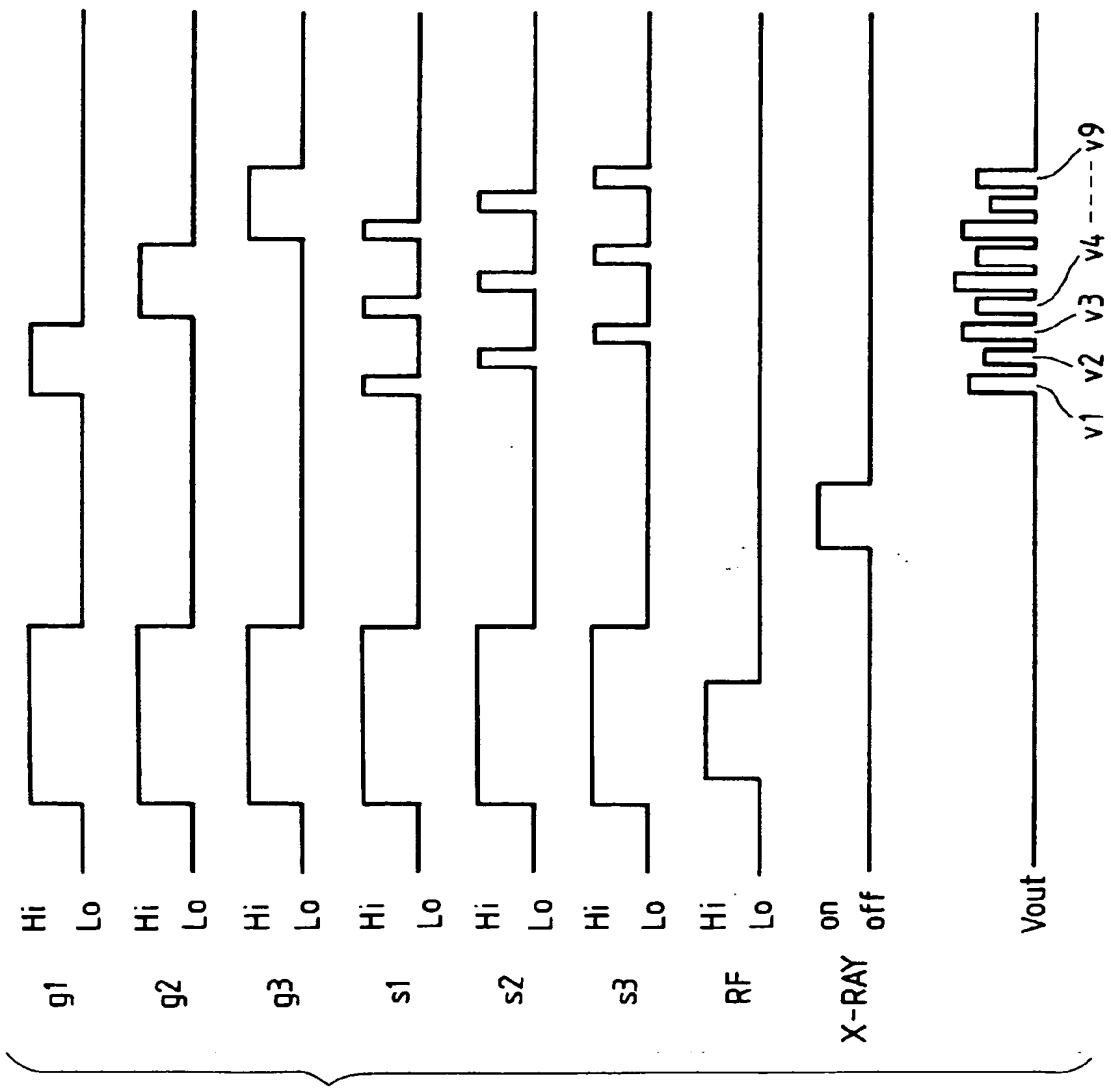 g1 Hi
Lo
g2 Hi
Lo
g3 Hi
Lo
s1 Hi
Lo
s2 Hi
Lo
s3 Hi
Lo
RF Hi
Lo
X-RAY on
off
Vout
v1 v2 v3 v4 ----- v9